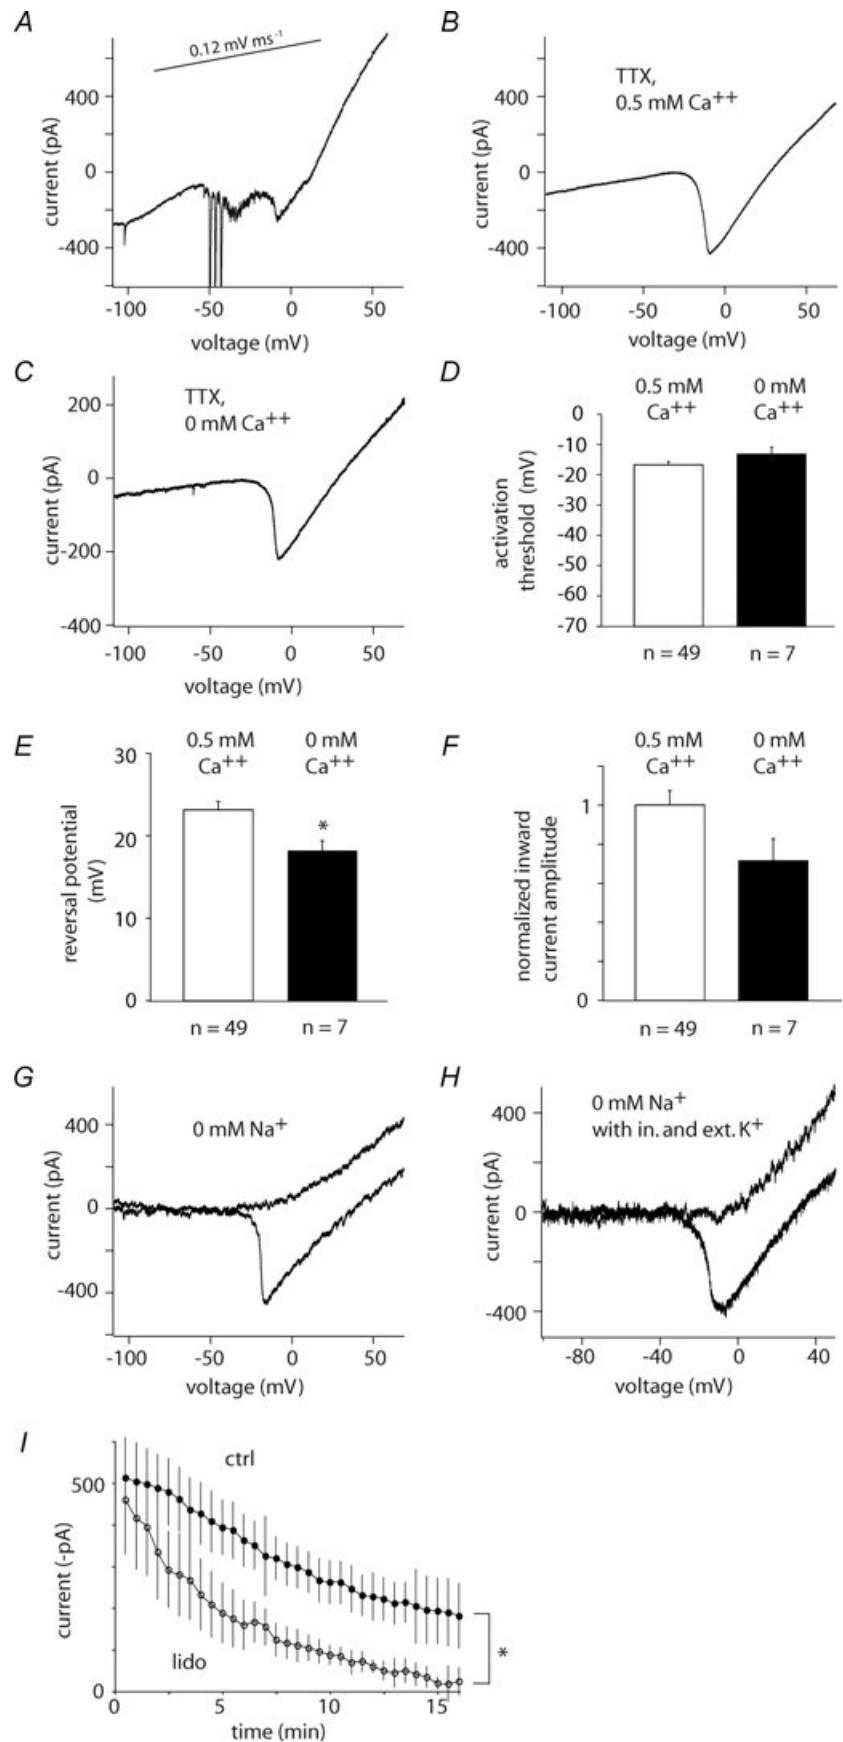 A
0.12 mV ms⁻¹
current (pA)
400
0
-400
-100
-50
0
50
voltage (mV)
B
TTX,
0.5 mM Ca⁺⁺
current (pA)
400
0
-400
-100
-50
0
50
voltage (mV)
C
TTX,
0 mM Ca⁺⁺
current (pA)
200
0
-200
-400
-100
-50
0
50
voltage (mV)
D
0.5 mM
Ca⁺⁺
0 mM
Ca⁺⁺
activation
threshold (mV)
0
-10
-20
-30
-40
-50
-60
-70
n = 49
n = 7
E
0.5 mM
Ca⁺⁺
0 mM
Ca⁺⁺
reversal potential
(mV)
30
20
10
0
*
n = 49
n = 7
F
0.5 mM
Ca⁺⁺
0 mM
Ca⁺⁺
normalized inward
current amplitude
1
0
n = 49
n = 7
G
0 mM Na⁺
current (pA)
400
0
-400
-100
-50
0
50
voltage (mV)
H
0 mM Na⁺
with in. and ext. K⁺
current (pA)
400
0
-400
-80
-40
0
40
voltage (mV)
I
ctrl
lido
current (-pA)
500
0
0
5
10
15
*
time (min)